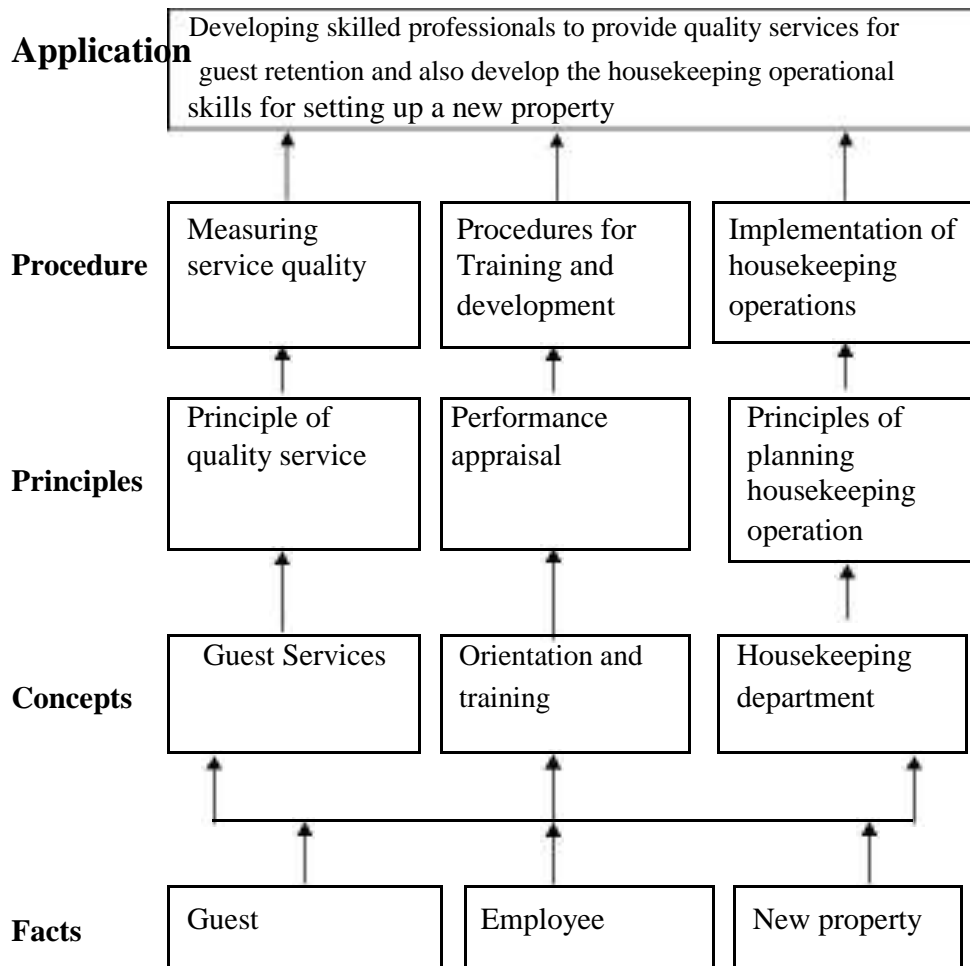 Application
Developing skilled professionals to provide quality services for
guest retention and also develop the housekeeping operational
skills for setting up a new property
Procedure
Measuring
service quality
Procedures for
Training and
development
Implementation of
housekeeping
operations
Principles
Principle of
quality service
Performance
appraisal
Principles of
planning
housekeeping
operation
Concepts
Guest Services
Orientation and
training
Housekeeping
department
Facts
Guest
Employee
New property